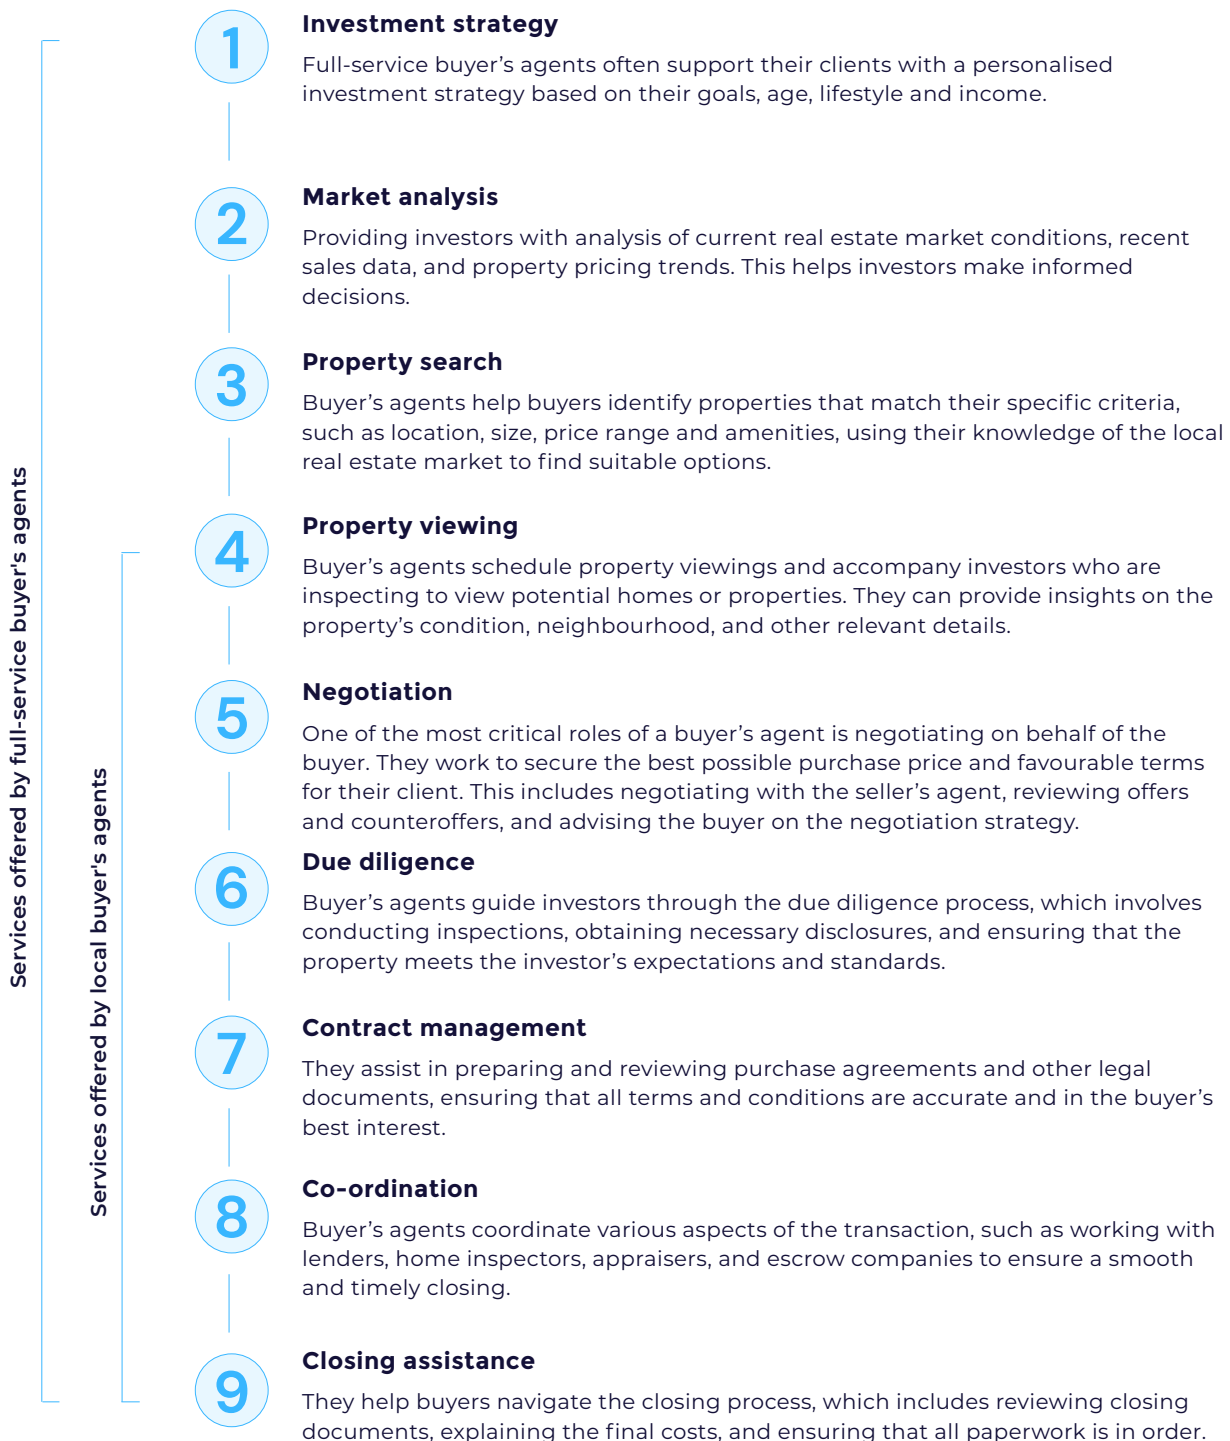 Services offered by full-service buyer's agents
Services offered by local buyer's agents
1
Investment strategy
Full-service buyer’s agents often support their clients with a personalised
investment strategy based on their goals, age, lifestyle and income.
2
Market analysis
Providing investors with analysis of current real estate market conditions, recent
sales data, and property pricing trends. This helps investors make informed
decisions.
3
Property search
Buyer’s agents help buyers identify properties that match their specific criteria,
such as location, size, price range and amenities, using their knowledge of the local
real estate market to find suitable options.
4
Property viewing
Buyer’s agents schedule property viewings and accompany investors who are
inspecting to view potential homes or properties. They can provide insights on the
property’s condition, neighbourhood, and other relevant details.
5
Negotiation
One of the most critical roles of a buyer’s agent is negotiating on behalf of the
buyer. They work to secure the best possible purchase price and favourable terms
for their client. This includes negotiating with the seller’s agent, reviewing offers
and counteroffers, and advising the buyer on the negotiation strategy.
6
Due diligence
Buyer’s agents guide investors through the due diligence process, which involves
conducting inspections, obtaining necessary disclosures, and ensuring that the
property meets the investor’s expectations and standards.
7
Contract management
They assist in preparing and reviewing purchase agreements and other legal
documents, ensuring that all terms and conditions are accurate and in the buyer’s
best interest.
8
Co-ordination
Buyer’s agents coordinate various aspects of the transaction, such as working with
lenders, home inspectors, appraisers, and escrow companies to ensure a smooth
and timely closing.
9
Closing assistance
They help buyers navigate the closing process, which includes reviewing closing
documents, explaining the final costs, and ensuring that all paperwork is in order.